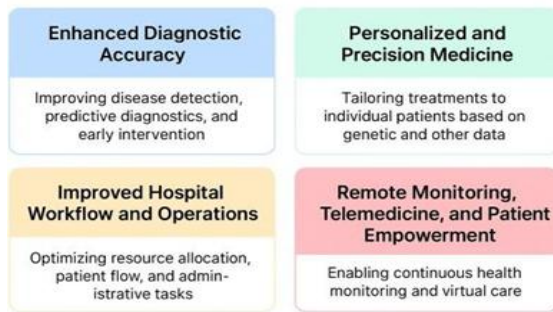 Enhanced Diagnostic
Accuracy
Improving disease detection,
predictive diagnostics, and
early intervention
Personalized and
Precision Medicine
Tailoring treatments to
individual patients based on
genetic and other data
Improved Hospital
Workflow and Operations
Optimizing resource allocation,
patient flow, and admin-
istrative tasks
Remote Monitoring,
Telemedicine, and Patient
Empowerment
Enabling continuous health
monitoring and virtual care